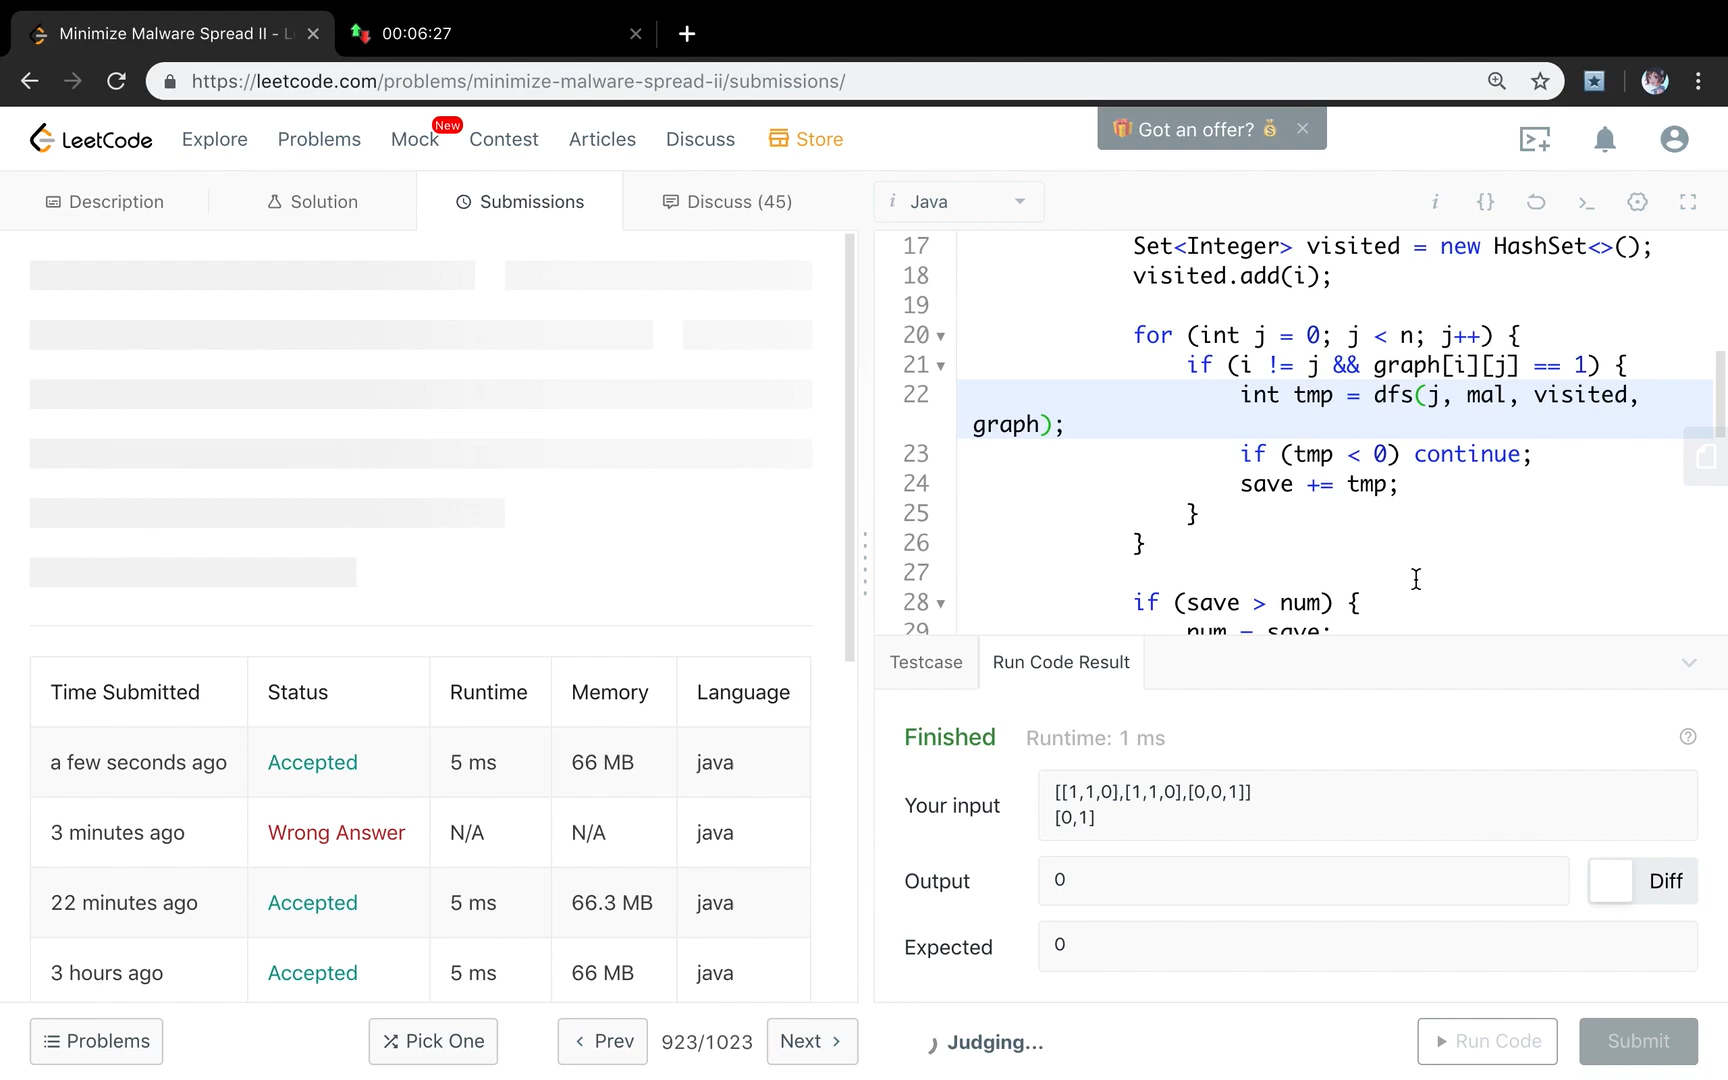 Minimize Malware Spread II - L
00:06:27
https://leetcode.com/problems/minimize-malware-spread-ii/submissions/
LeetCode
Explore
Problems
Mock
New
Contest
Articles
Discuss
Store
Got an offer?
Description
Solution
Submissions
Discuss (45)
i Java
17 Set<Integer> visited = new HashSet<>();
18 visited.add(i);
19
20 for (int j = 0; j < n; j++) {
21 if (i != j && graph[i][j] == 1) {
22 int tmp = dfs(j, mal, visited,
graph);
23 if (tmp < 0) continue;
24 save += tmp;
25 }
26 }
27
28 if (save > num) {
29 num = save;
Testcase
Run Code Result
Time Submitted Status Runtime Memory Language
a few seconds ago Accepted 5 ms 66 MB java
3 minutes ago Wrong Answer N/A N/A java
22 minutes ago Accepted 5 ms 66.3 MB java
3 hours ago Accepted 5 ms 66 MB java
Finished Runtime: 1 ms
Your input
[[1,1,0],[1,1,0],[0,0,1]]
[0,1]
Output 0 Diff
Expected 0
Problems
Pick One
Prev
923/1023
Next
Judging...
Run Code
Submit